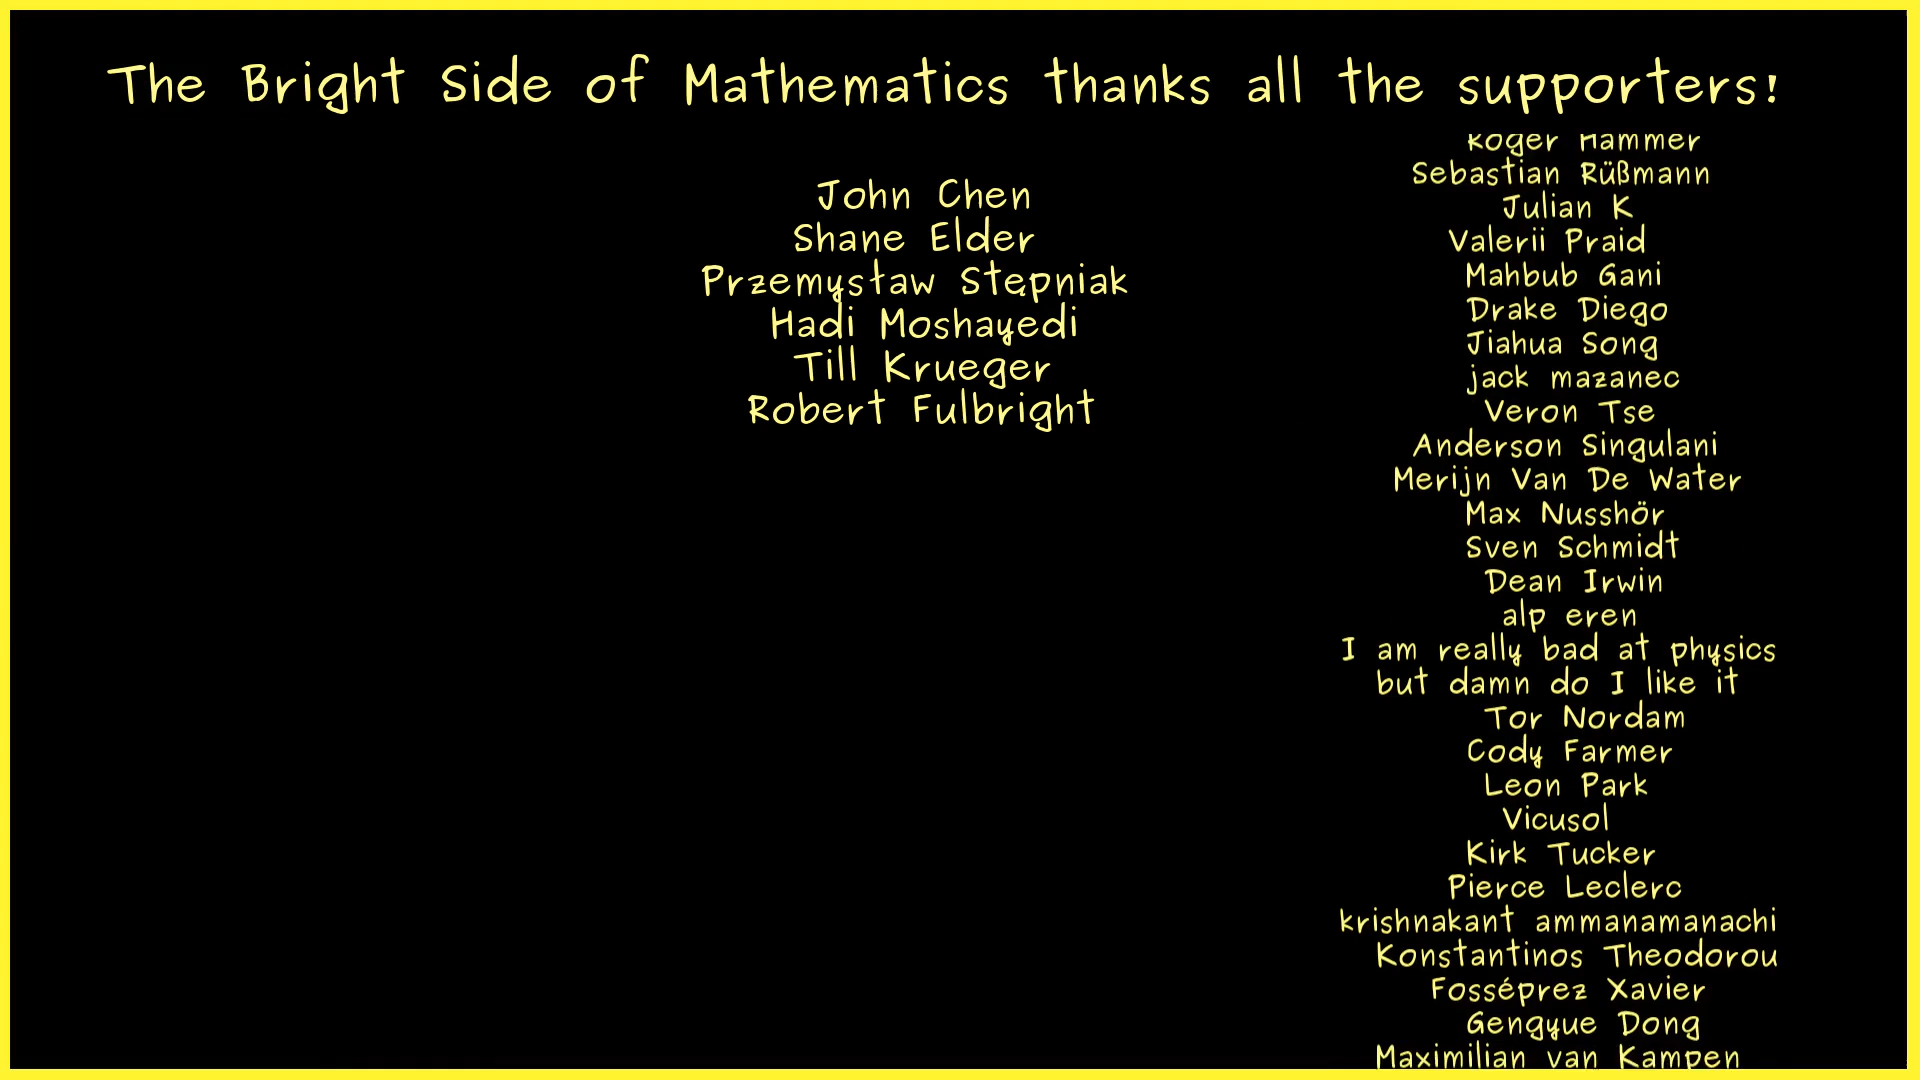 The Bright Side of Mathematics thanks all the supporters!
John Chen
Shane Elder
Przemysław Stępniak
Hadi Moshayedi
Till Krueger
Robert Fulbright
Roger Hammer
Sebastian Rüßmann
Julian K
Valerii Praid
Mahbub Gani
Drake Diego
Jiahua Song
jack mazanec
Veron Tse
Anderson Singulani
Merijn Van De Water
Max Nusshör
Sven Schmidt
Dean Irwin
alp eren
I am really bad at physics
but damn do I like it
Tor Nordam
Cody Farmer
Leon Park
Vicusol
Kirk Tucker
Pierce Leclerc
krishnakant ammanamanachi
Konstantinos Theodorou
Fosséprez Xavier
Gengyue Dong
Maximilian van Kampen